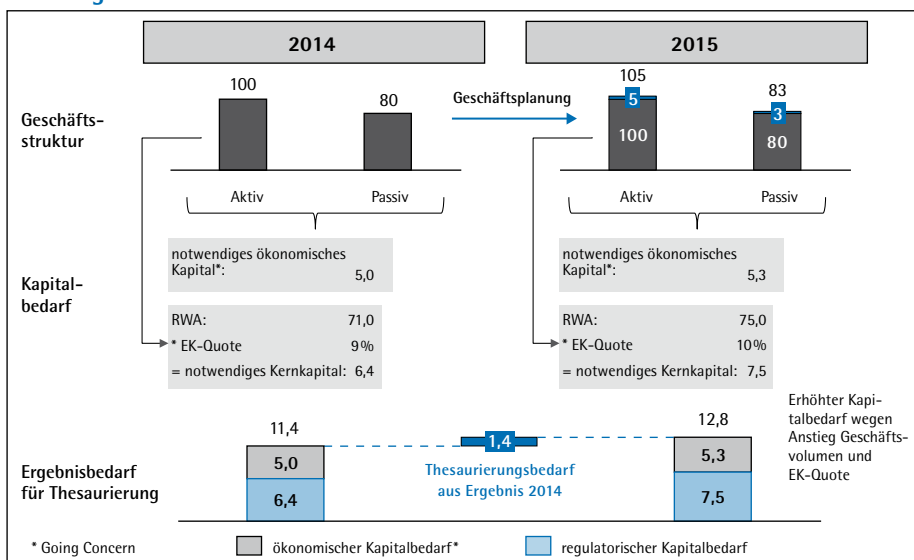 2014
2015
Geschäfts-
struktur
100
80
Geschäftsplanung
105
5
100
83
3
80
Aktiv
Passiv
Aktiv
Passiv
Kapital-
bedarf
notwendiges ökonomisches
Kapital*:
5,0
notwendiges ökonomisches
Kapital*:
5,3
RWA: 71,0
* EK-Quote 9%
= notwendiges Kernkapital: 6,4
RWA: 75,0
* EK-Quote 10%
= notwendiges Kernkapital: 7,5
Ergebnisbedarf
für Thesaurierung
11,4
5,0
6,4
1,4
Thesaurierungsbedarf
aus Ergebnis 2014
12,8
5,3
7,5
Erhöhter Kapi-
talbedarf wegen
Anstieg Geschäfts-
volumen und
EK-Quote
* Going Concern
ökonomischer Kapitalbedarf*
regulatorischer Kapitalbedarf